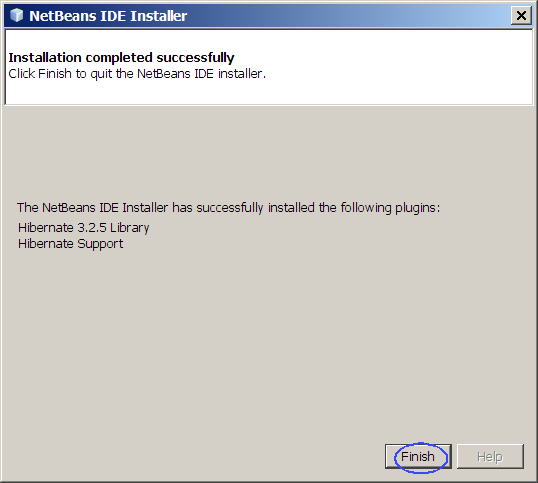 NetBeans IDE Installer
Installation completed successfully
Click Finish to quit the NetBeans IDE installer.
The NetBeans IDE Installer has successfully installed the following plugins:
Hibernate 3.2.5 Library
Hibernate Support
Finish Help